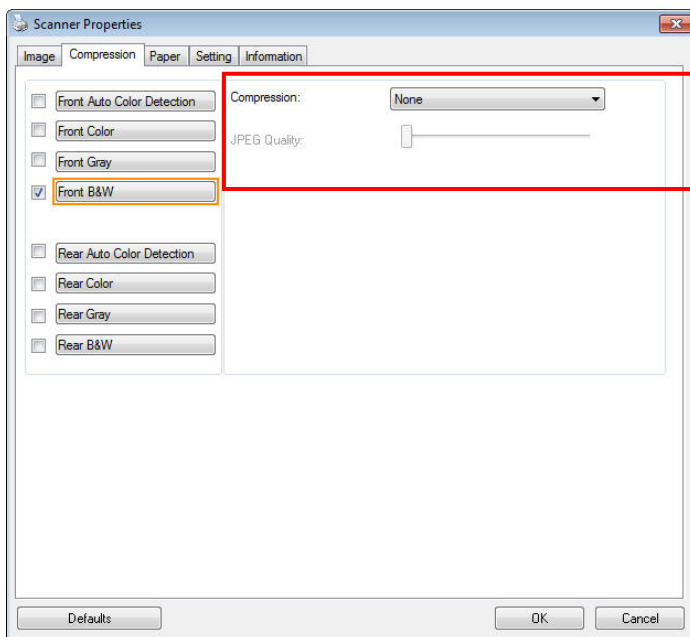 Scanner Properties
Image Compression Paper Setting Information
Front Auto Color Detection
Front Color
Front Gray
Front B&W
Rear Auto Color Detection
Rear Color
Rear Gray
Rear B&W
Compression: None
JPEG Quality:
Defaults OK Cancel